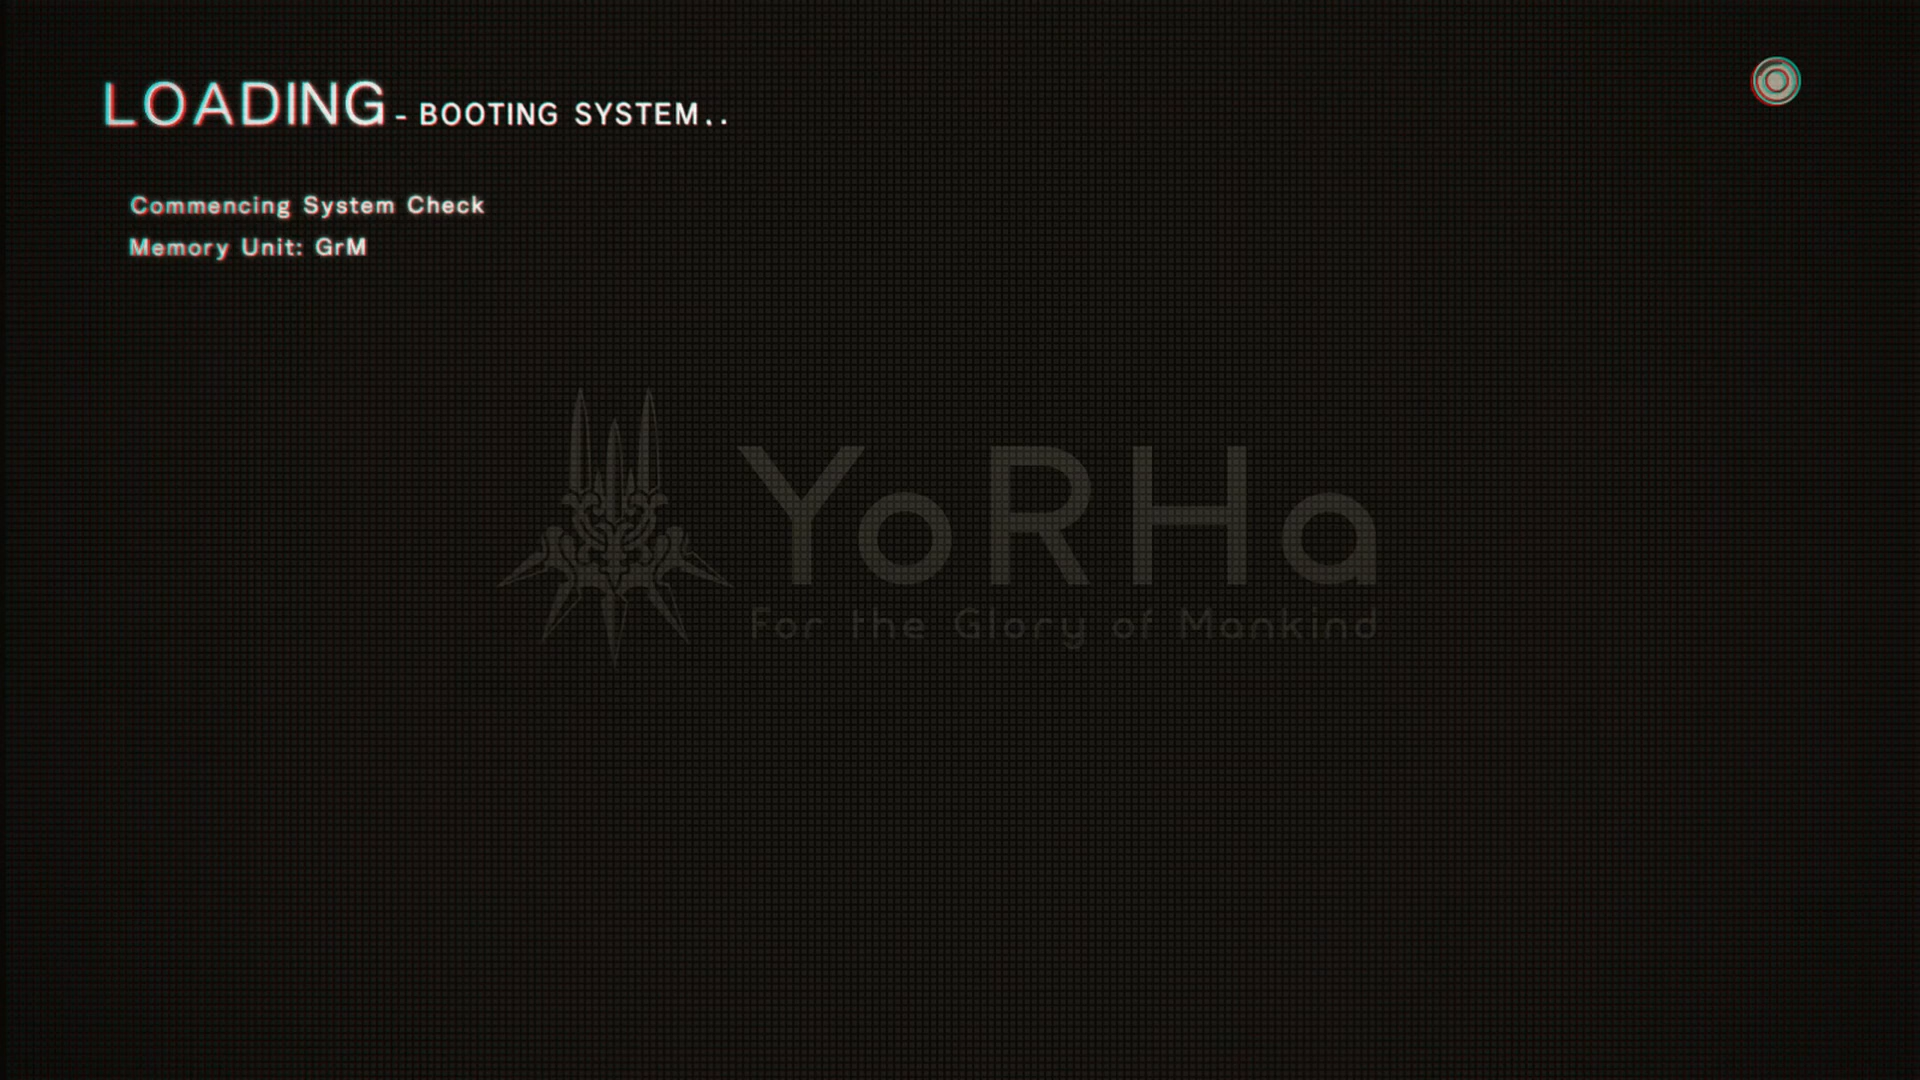 LOADING - BOOTING SYSTEM..
Commencing System Check
Memory Unit: GrM
YoRHa
For the Glory of Mankind